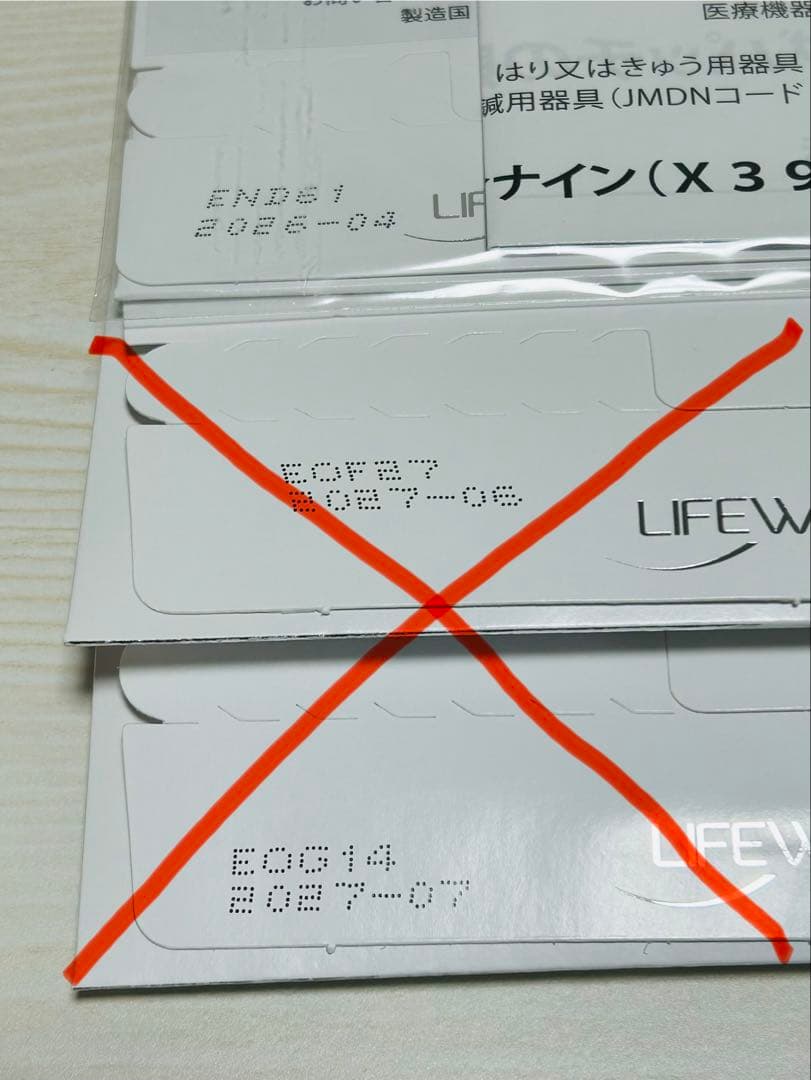 製造国
医療機器
はり又はきゅう用器具
鍼用器具(JMDNコード
ナイン(X39
END61
2026-04
LIF
EOF27
2027-06
LIFEW
EOG14
2027-07
LIFEW